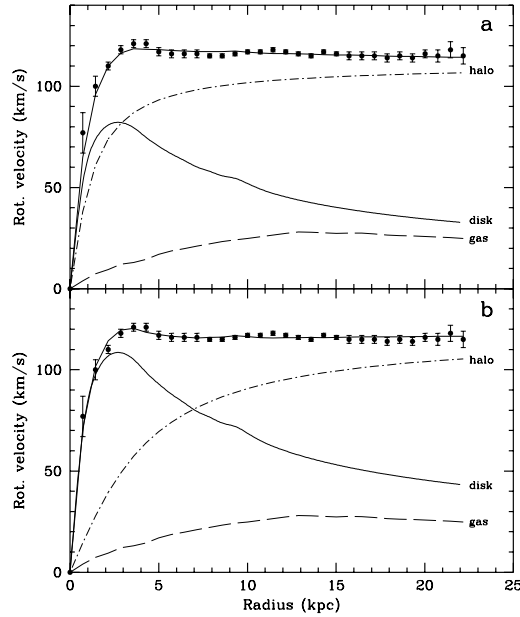 a
Rot. velocity (km/s)
100
50
0
halo
disk
gas
b
Rot. velocity (km/s)
100
50
0
halo
disk
gas
0 5 10 15 20 25
Radius (kpc)